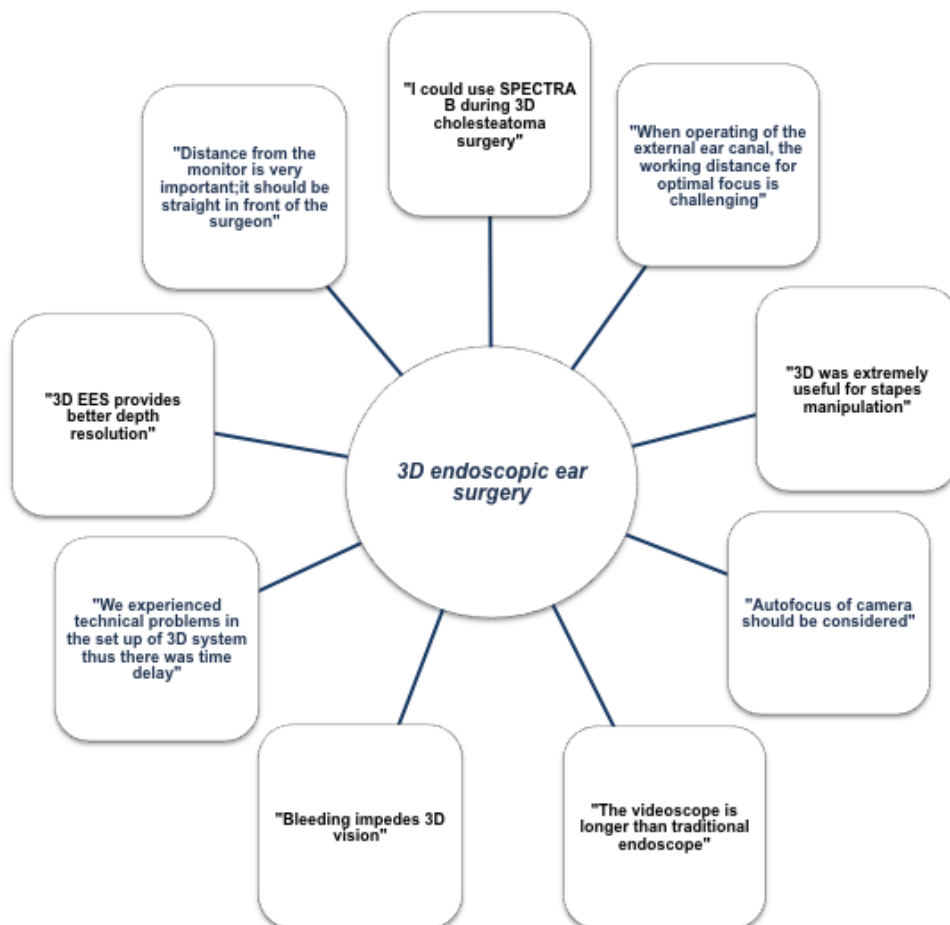 "I could use SPECTRA
B during 3D
cholesteatoma
surgery"
"When operating of the
external ear canal, the
working distance for
optimal focus is
challenging"
"3D was extremely
useful for stapes
manipulation"
"Autofocus of camera
should be considered"
"The videoscope is
longer than traditional
endoscope"
"Bleeding impedes 3D
vision"
"We experienced
technical problems in
the set up of 3D system
thus there was time
delay"
"3D EES provides
better depth
resolution"
"Distance from the
monitor is very
important;it should be
straight in front of the
surgeon"
3D endoscopic ear
surgery